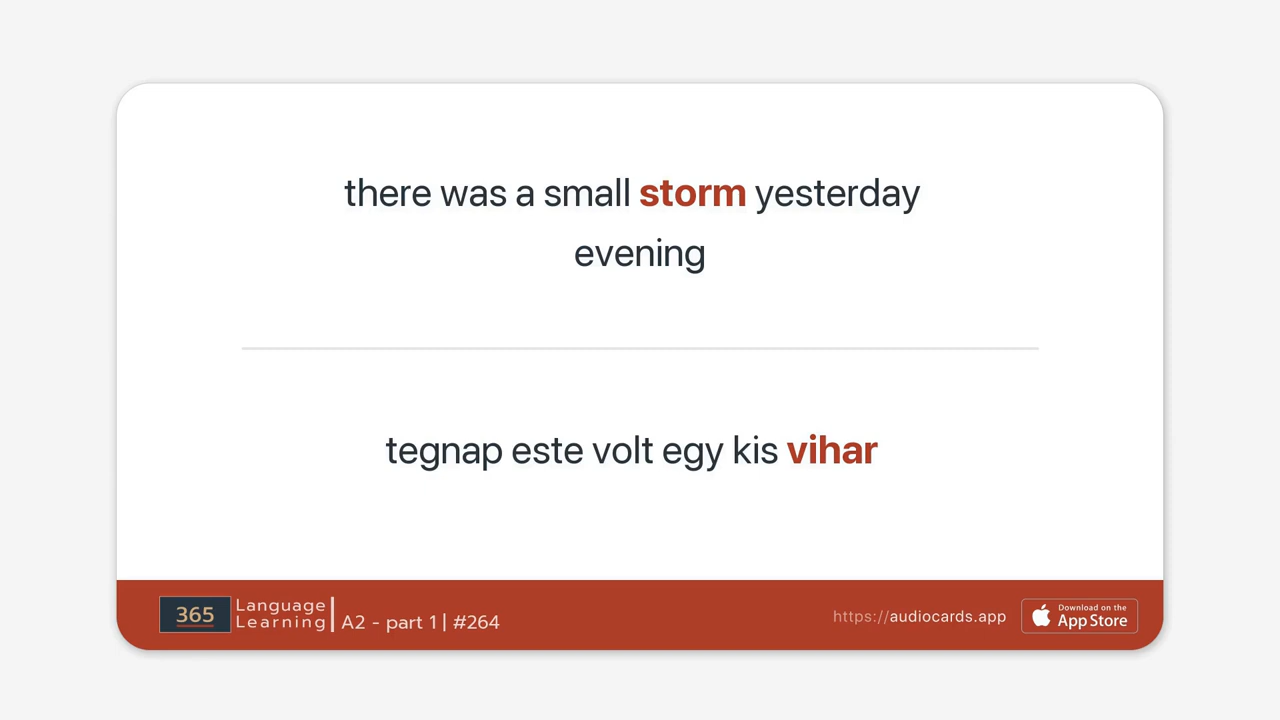 there was a small storm yesterday
evening
tegnap este volt egy kis vihar
365 Language Learning | A2 - part 1 | #264
https://audiocards.app
Download on the
App Store